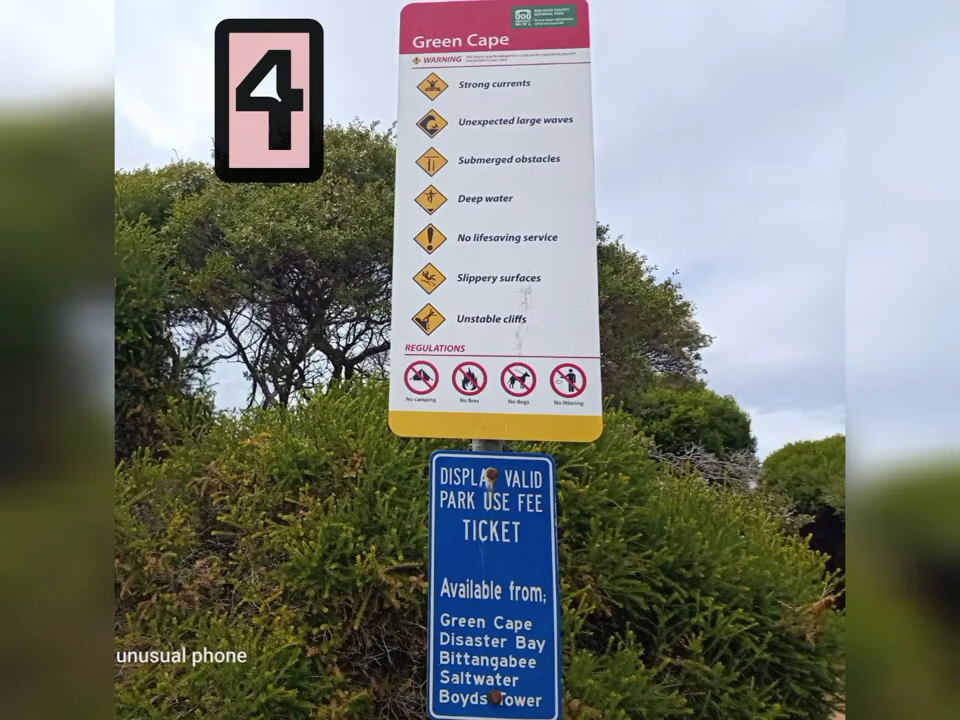 4
000
Green Cape
WARNING
Strong currents
Unexpected large waves
Submerged obstacles
Deep water
No lifesaving service
Slippery surfaces
Unstable cliffs
REGULATIONS
No camping No fires No dogs No littering
DISPLAY VALID
PARK USE FEE
TICKET
Available from;
Green Cape
Disaster Bay
Bittangabee
Saltwater
Boyds Tower
unusual phone